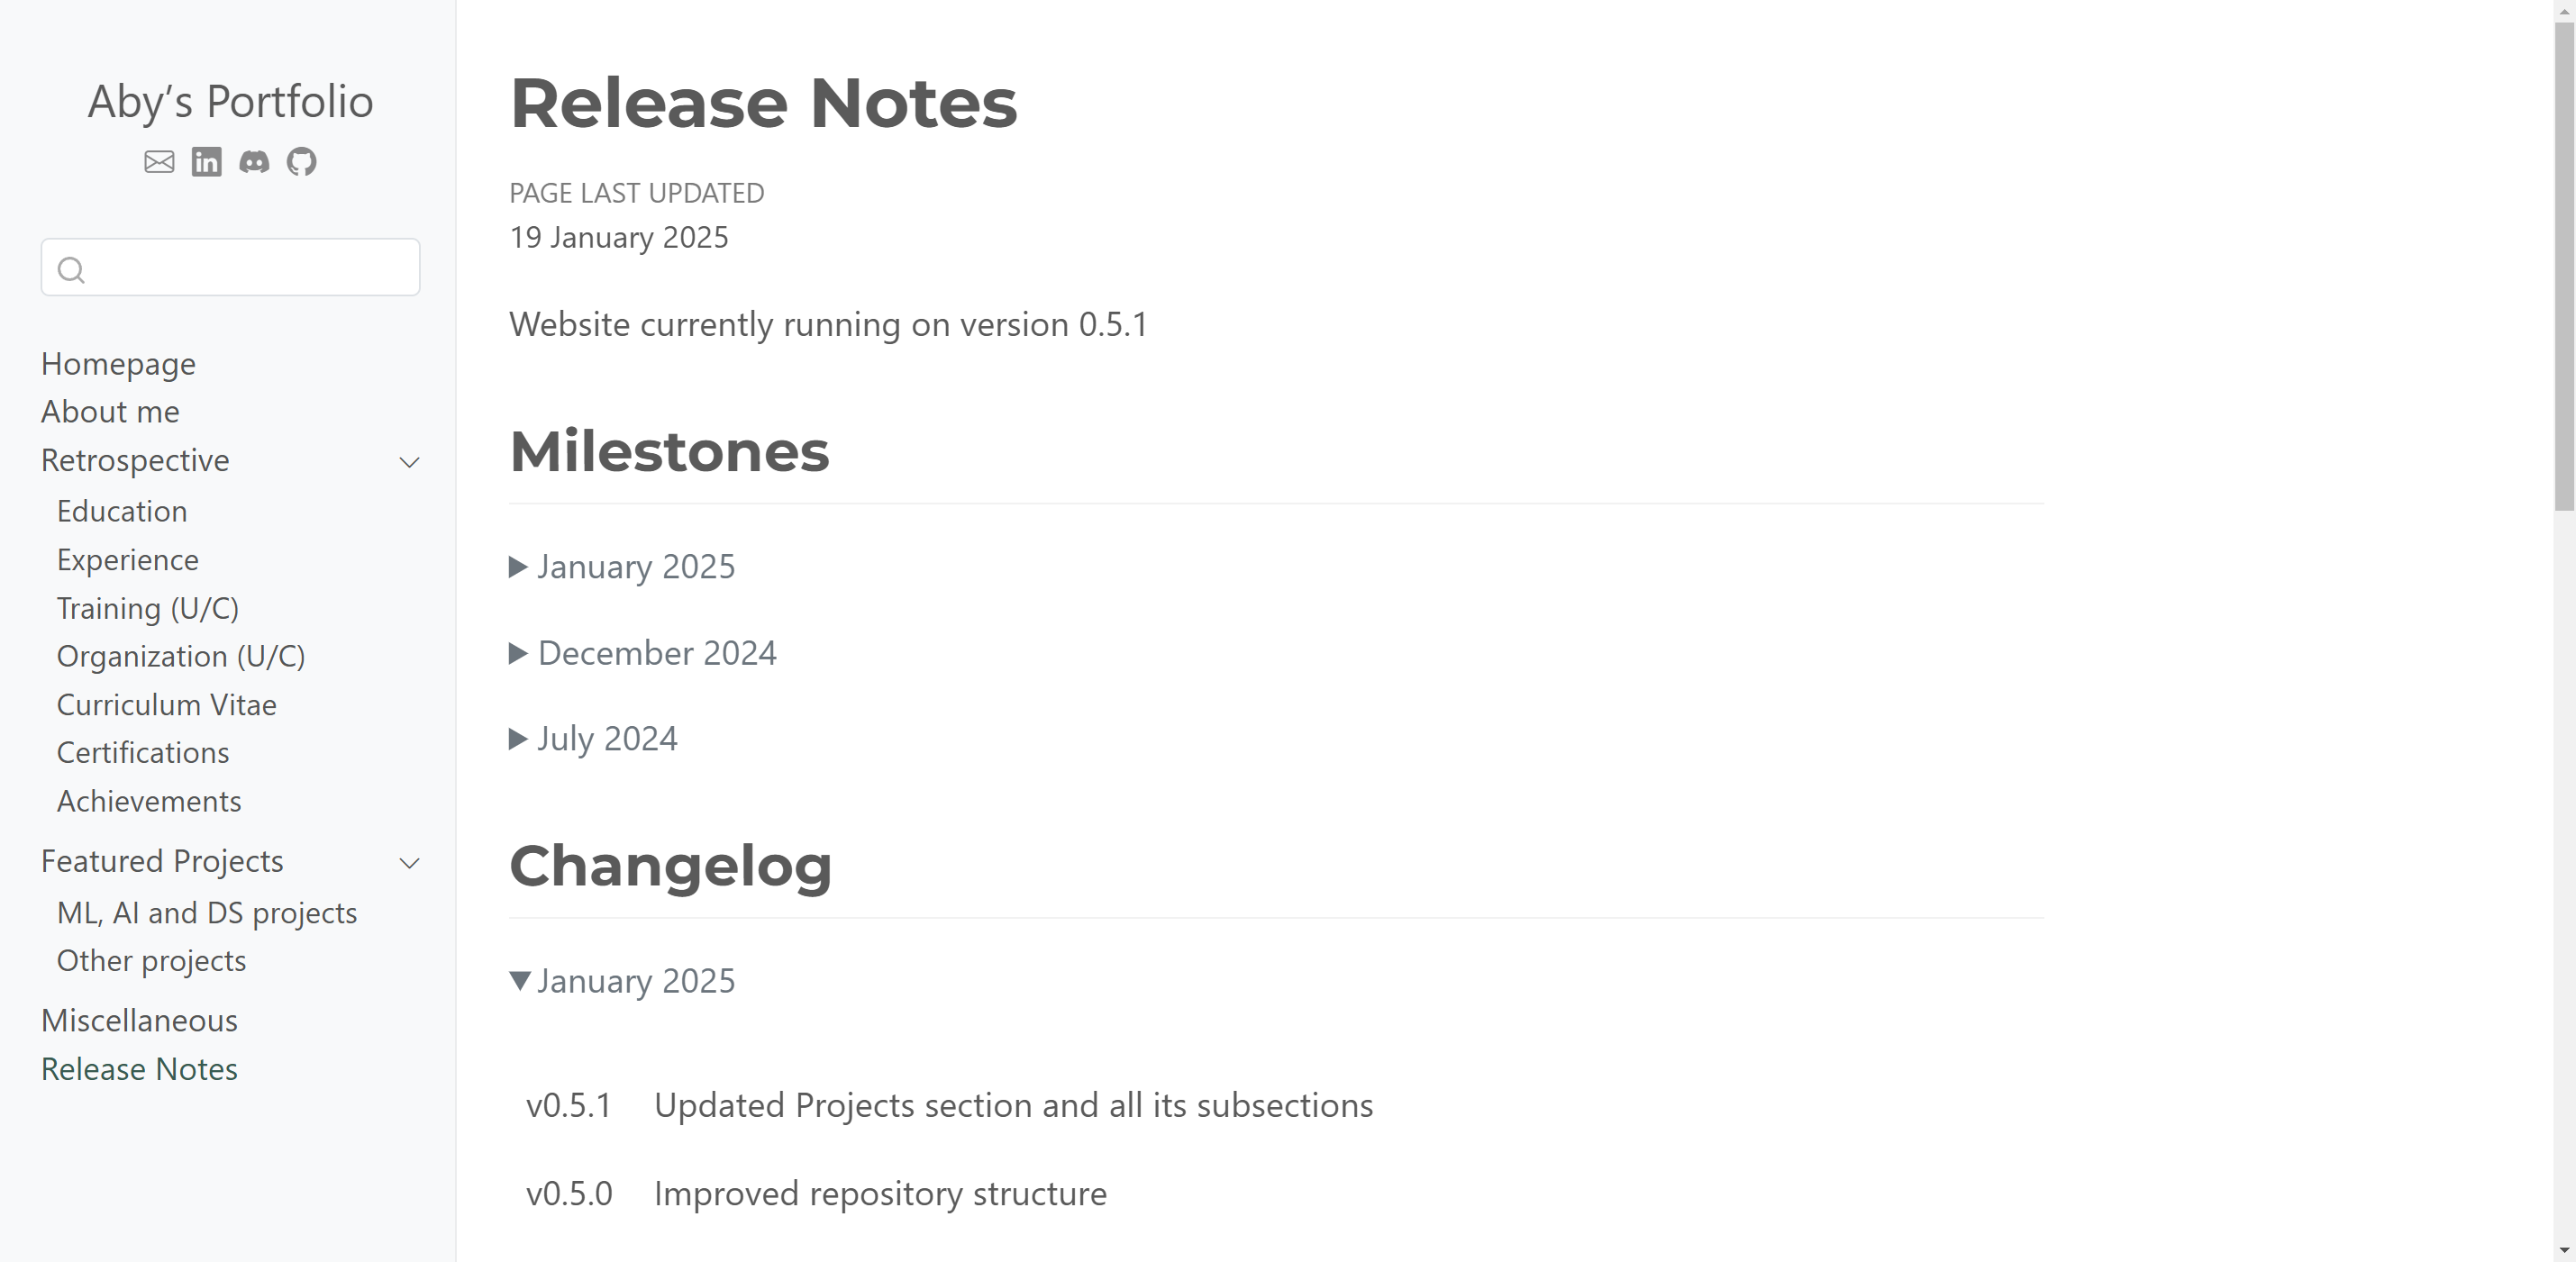 Aby's Portfolio
Homepage
About me
Retrospective
Education
Experience
Training (U/C)
Organization (U/C)
Curriculum Vitae
Certifications
Achievements
Featured Projects
ML, AI and DS projects
Other projects
Miscellaneous
Release Notes
Release Notes
PAGE LAST UPDATED
19 January 2025
Website currently running on version 0.5.1
Milestones
January 2025
December 2024
July 2024
Changelog
January 2025
v0.5.1 Updated Projects section and all its subsections
v0.5.0 Improved repository structure